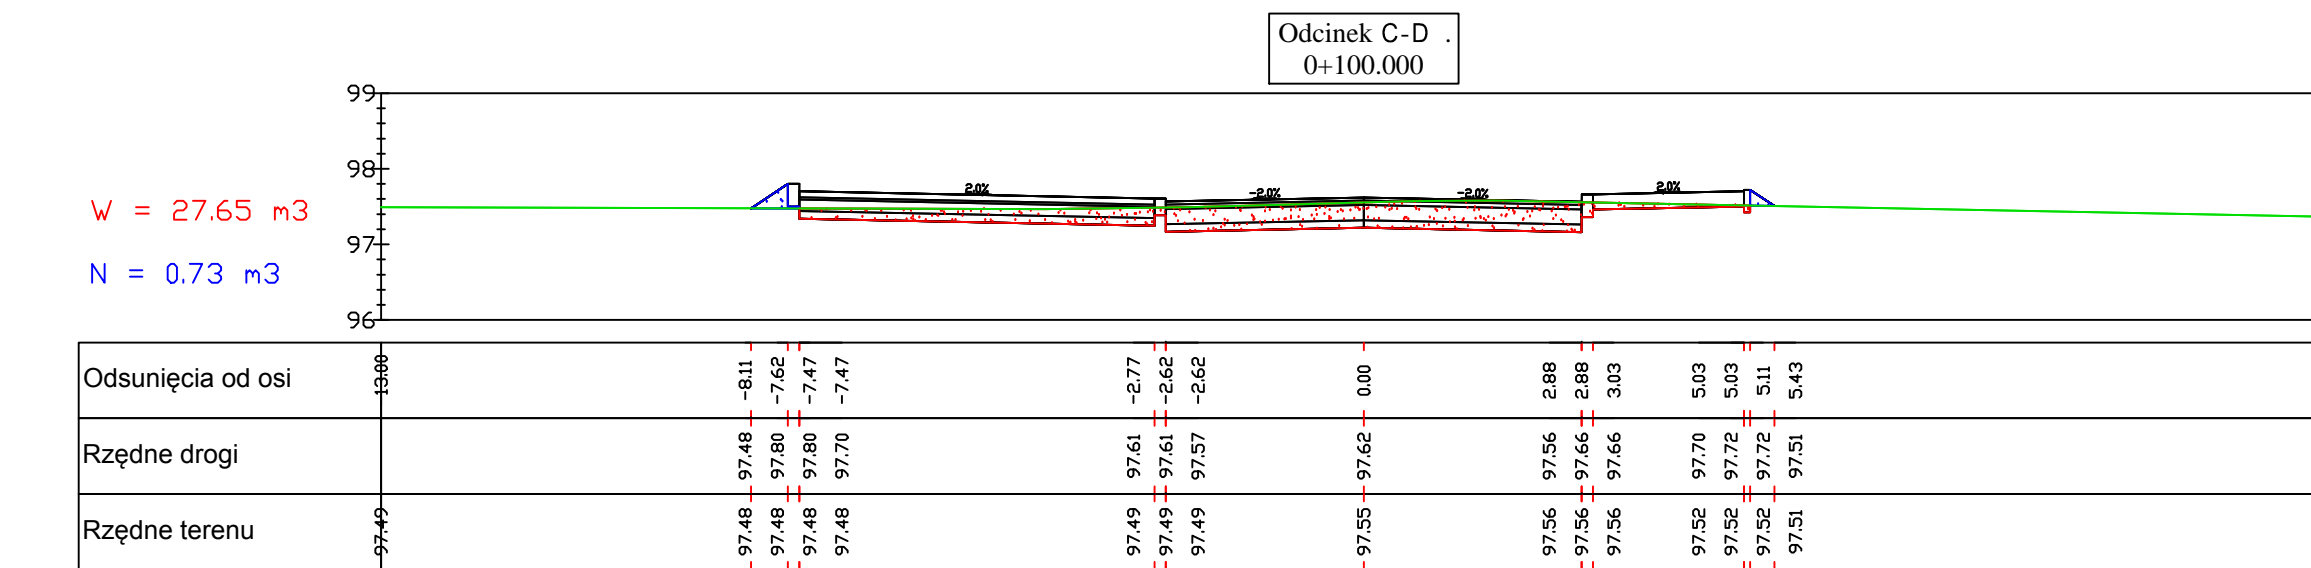 Odcinek C-D .
0+100.000
99
98
97
96
W = 27.65 m3
N = 0.73 m3
2.0% -2.0% -2.0% 2.0%
Odsunięcia od osi 13.00 -8.11 -7.62 -7.47 -7.47 -2.77 -2.62 -2.62 0.00 2.88 2.88 3.03 5.03 5.03 5.11 5.43
Rzędne drogi 97.48 97.80 97.80 97.70 97.61 97.61 97.57 97.62 97.56 97.66 97.66 97.70 97.72 97.72 97.51
Rzędne terenu 97.49 97.48 97.48 97.48 97.48 97.49 97.49 97.49 97.55 97.56 97.56 97.56 97.52 97.52 97.52 97.51